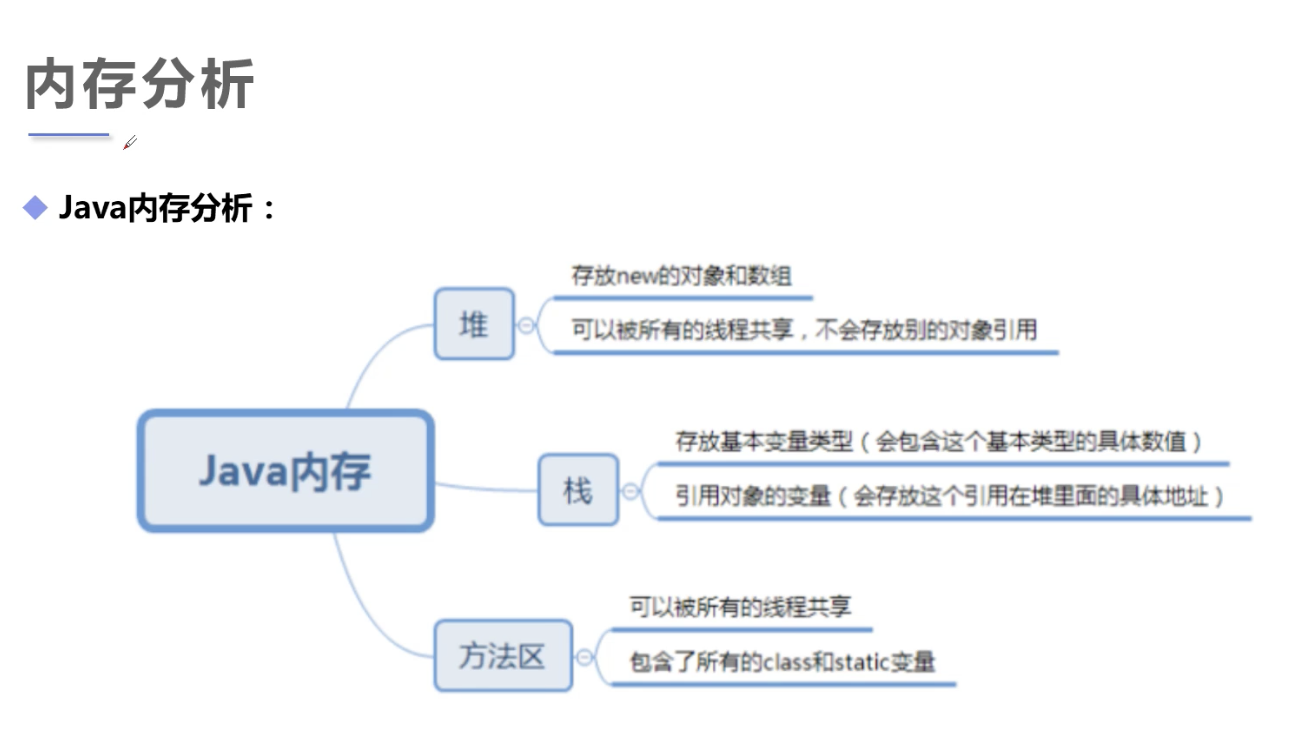 内存分析
Java内存分析：
存放new的对象和数组
堆
可以被所有的线程共享，不会存放别的对象引用
存放基本变量类型（会包含这个基本类型的具体数值）
Java内存
栈
引用对象的变量（会存放这个引用在堆里面的具体地址）
可以被所有的线程共享
方法区
包含了所有的class和static变量